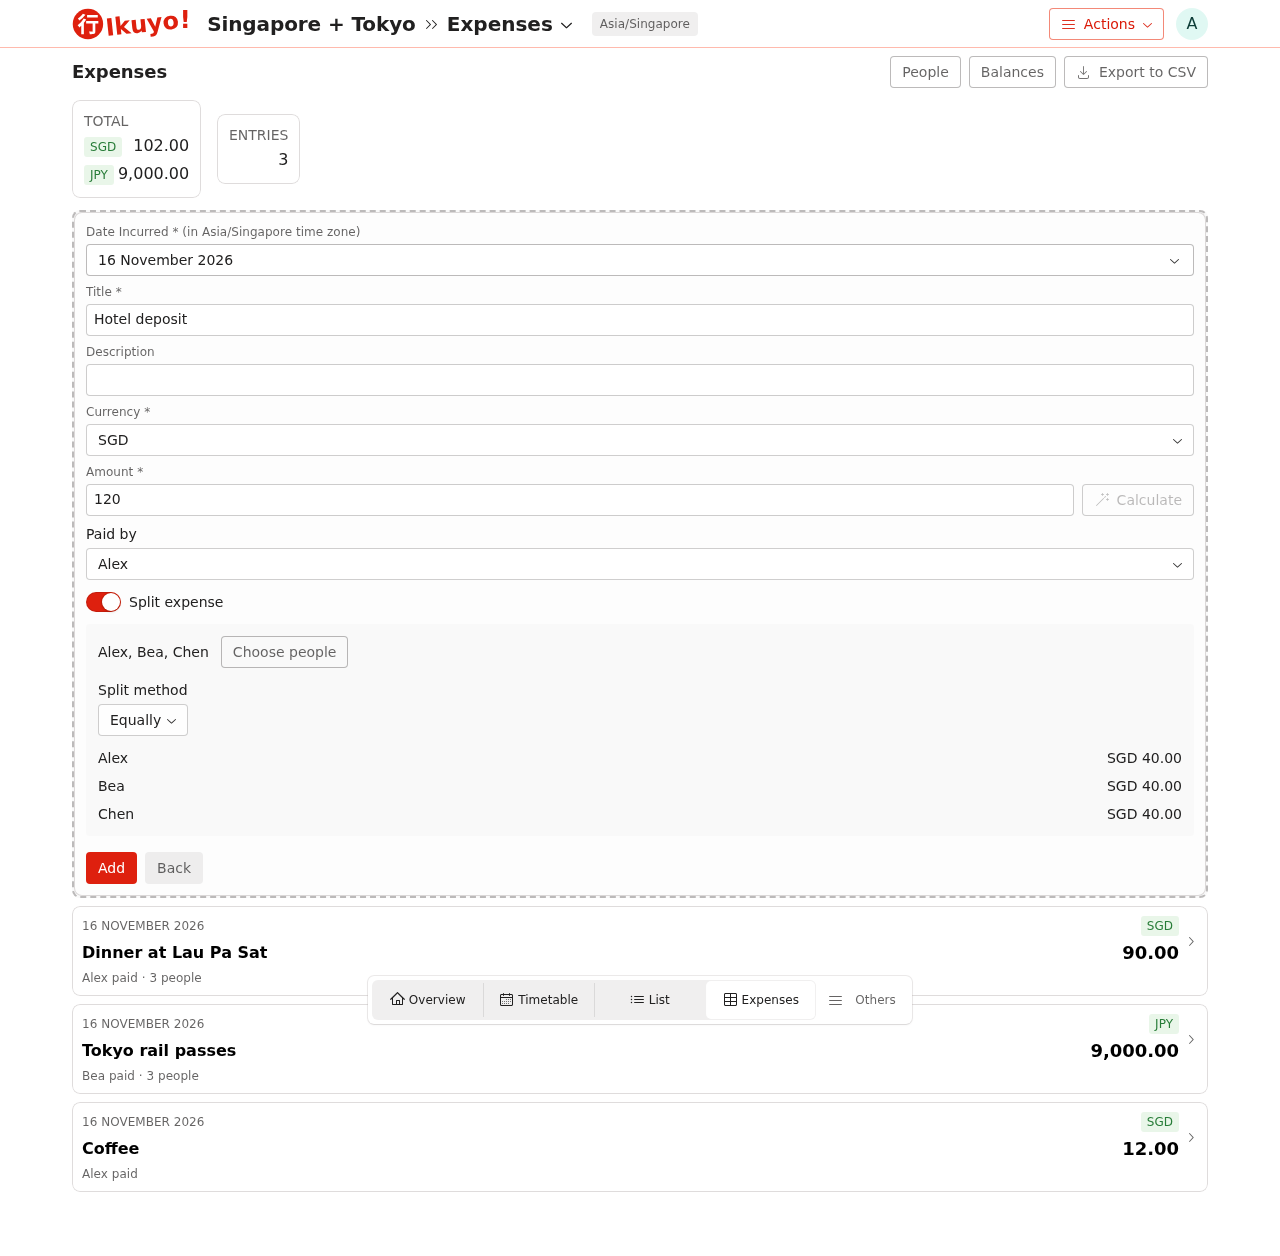 行 Ikuyo!
Singapore + Tokyo » Expenses
Asia/Singapore
Actions
A
Expenses
People
Balances
Export to CSV
TOTAL
SGD 102.00
JPY 9,000.00
ENTRIES
3
Date Incurred * (in Asia/Singapore time zone)
16 November 2026
Title *
Hotel deposit
Description
Currency *
SGD
Amount *
120
Calculate
Paid by
Alex
Split expense
Alex, Bea, Chen
Choose people
Split method
Equally
Alex SGD 40.00
Bea SGD 40.00
Chen SGD 40.00
Add
Back
16 NOVEMBER 2026
SGD
Dinner at Lau Pa Sat
90.00
Alex paid · 3 people
Overview
Timetable
List
Expenses
Others
16 NOVEMBER 2026
JPY
Tokyo rail passes
9,000.00
Bea paid · 3 people
16 NOVEMBER 2026
SGD
Coffee
12.00
Alex paid